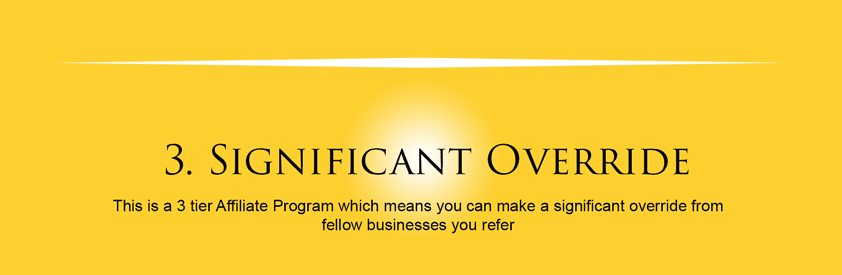 3. Significant Override
This is a 3 tier Affiliate Program which means you can make a significant override from
fellow businesses you refer